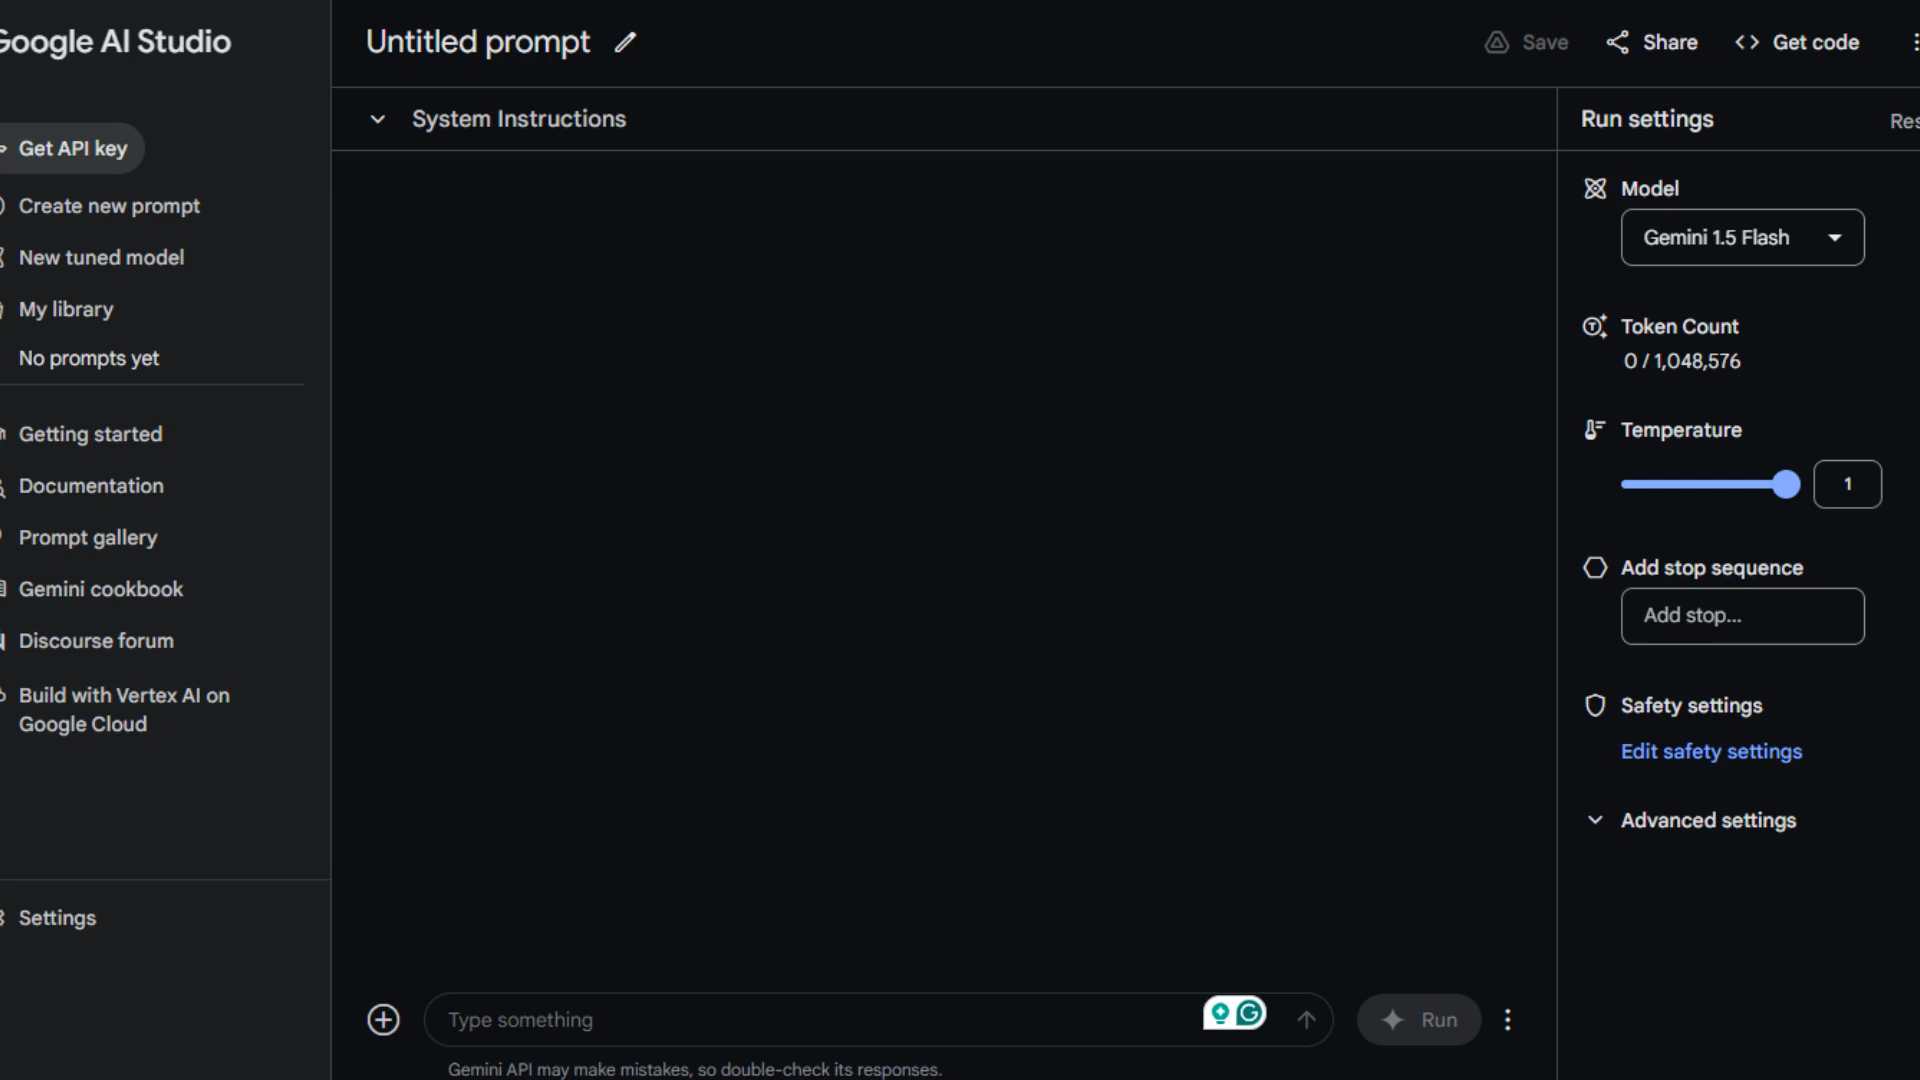 Google AI Studio
Get API key
Create new prompt
New tuned model
My library
No prompts yet
Getting started
Documentation
Prompt gallery
Gemini cookbook
Discourse forum
Build with Vertex AI on
Google Cloud
Settings
Untitled prompt
Save
Share
Get code
System Instructions
Type something
Run
Gemini API may make mistakes, so double-check its responses.
Run settings
Res
Model
Gemini 1.5 Flash
Token Count
0 / 1,048,576
Temperature
1
Add stop sequence
Add stop...
Safety settings
Edit safety settings
Advanced settings